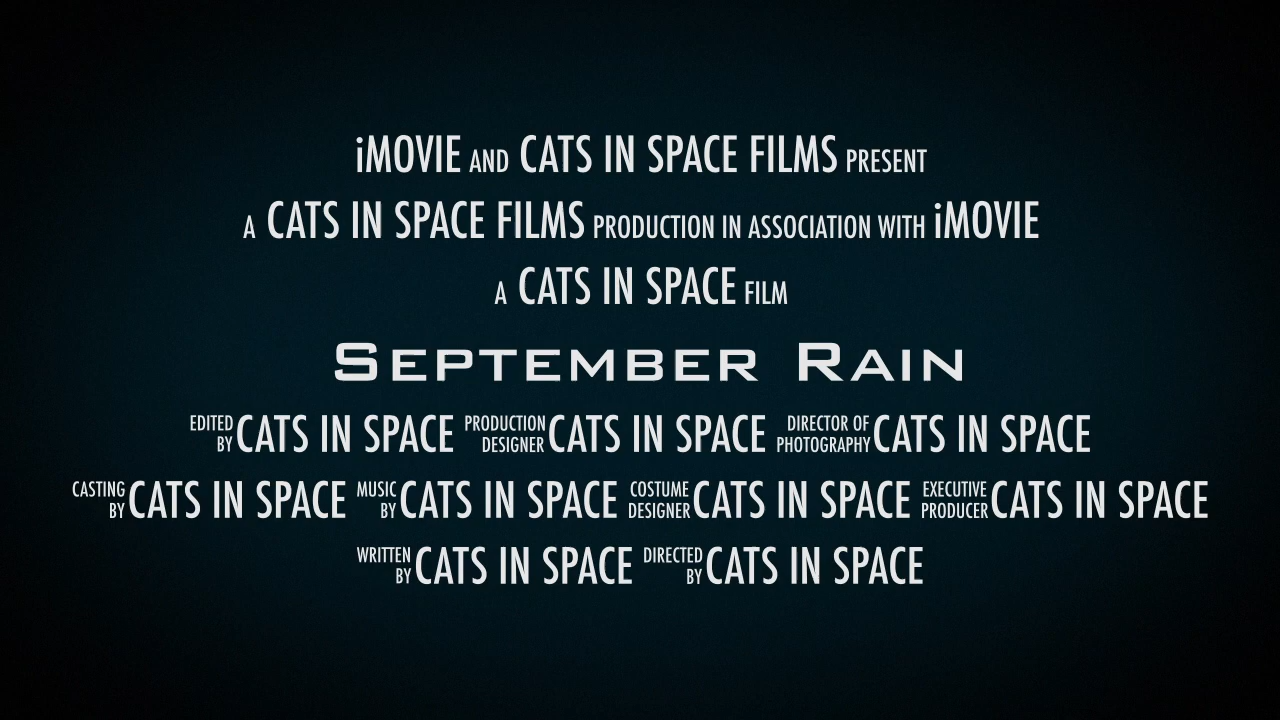 iMOVIE AND CATS IN SPACE FILMS PRESENT
A CATS IN SPACE FILMS PRODUCTION IN ASSOCIATION WITH iMOVIE
A CATS IN SPACE FILM
SEPTEMBER RAIN
EDITED BY CATS IN SPACE PRODUCTION DESIGNER CATS IN SPACE DIRECTOR OF PHOTOGRAPHY CATS IN SPACE
CASTING BY CATS IN SPACE MUSIC BY CATS IN SPACE COSTUME DESIGNER CATS IN SPACE EXECUTIVE PRODUCER CATS IN SPACE
WRITTEN BY CATS IN SPACE DIRECTED BY CATS IN SPACE